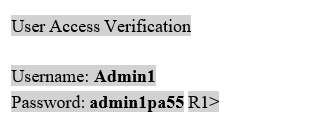 User Access Verification
Username: Admin1
Password: admin1pa55 R1>